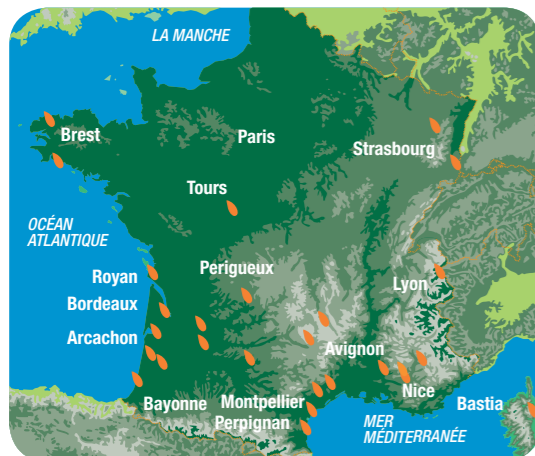 LA MANCHE
Brest
Paris
Strasbourg
Tours
OCÉAN
ATLANTIQUE
Royan
Perigueux
Lyon
Bordeaux
Arcachon
Avignon
Nice
Bayonne
Montpellier
Perpignan
Bastia
MER
MÉDITERRANÉE